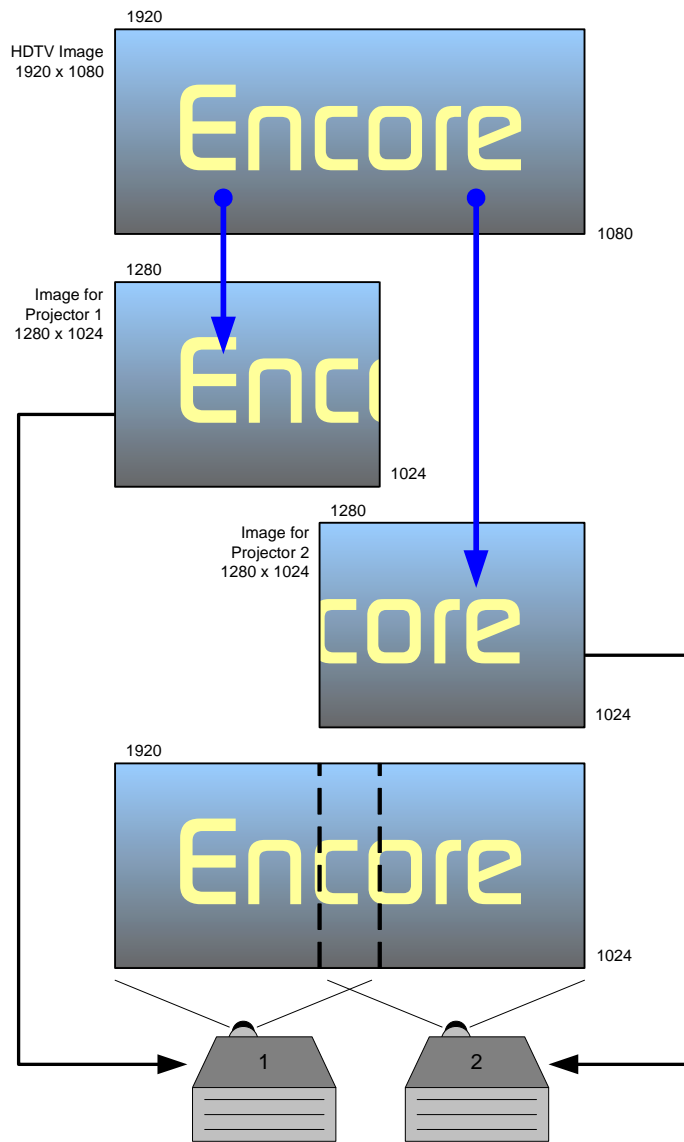 1920
HDTV Image
1920 x 1080
Encore
1080
1280
Image for
Projector 1
1280 x 1024
Enco
1024
1280
Image for
Projector 2
1280 x 1024
core
1024
1920
Encore
1024
1
2